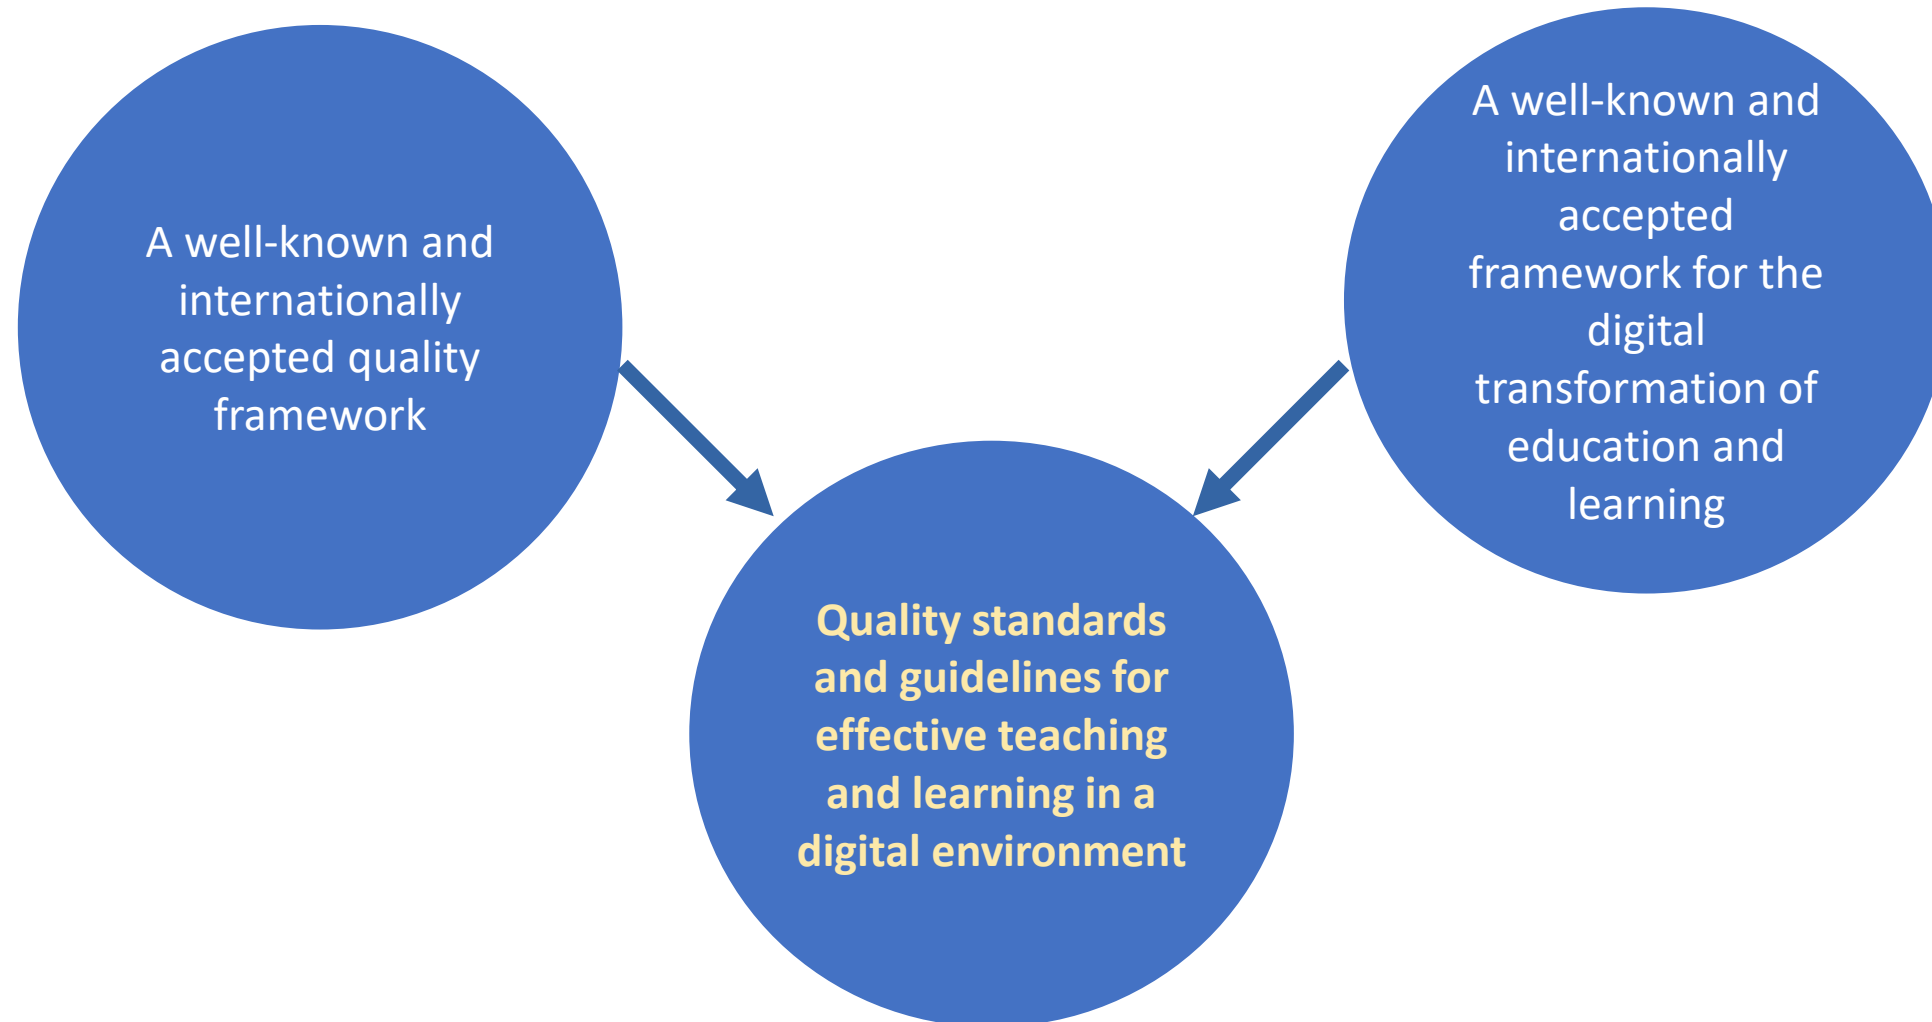 A well-known and
internationally
accepted quality
framework
A well-known and
internationally
accepted
framework for the
digital
transformation of
education and
learning
Quality standards
and guidelines for
effective teaching
and learning in a
digital environment